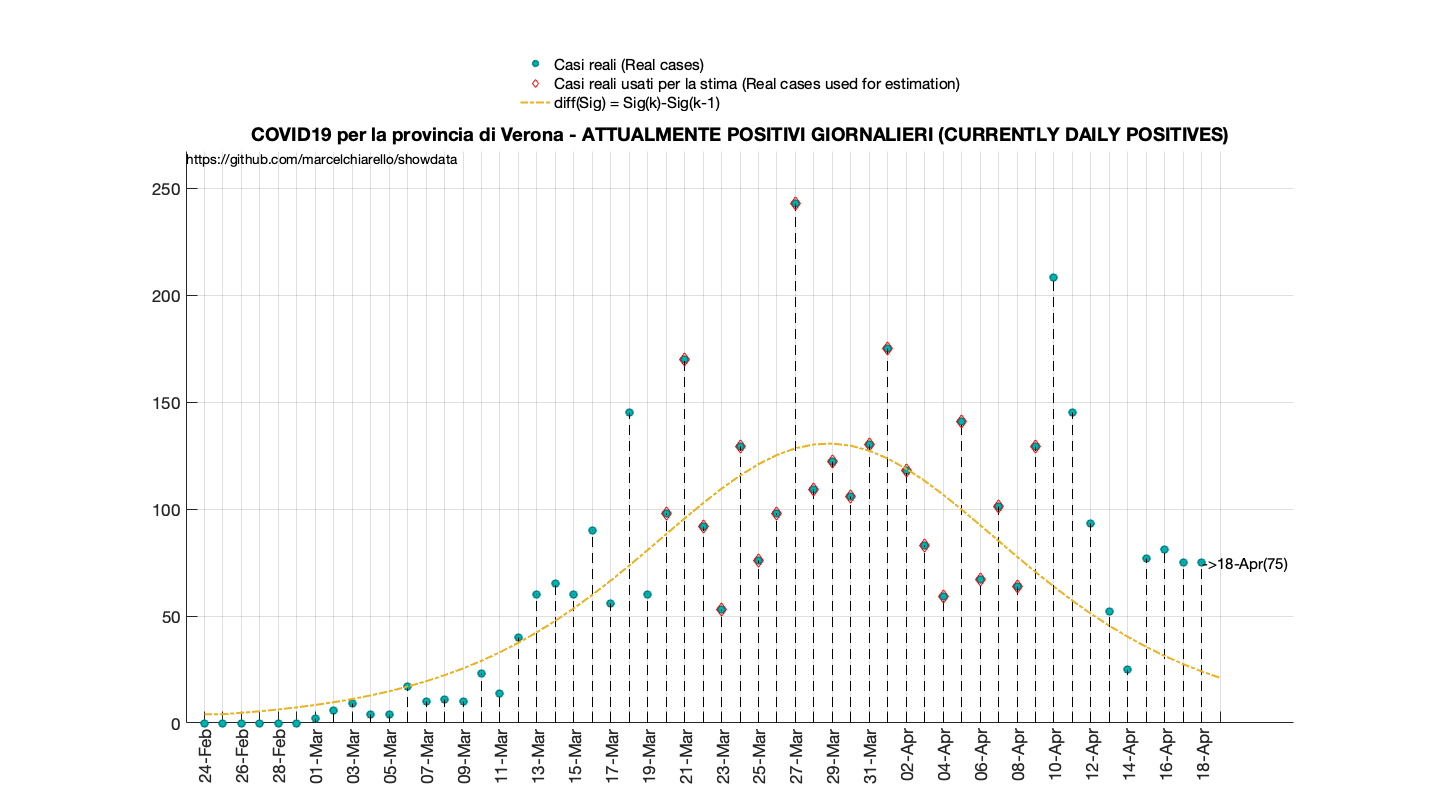 Casi reali (Real cases)
Casi reali usati per la stima (Real cases used for estimation)
diff(Sig) = Sig(k)-Sig(k-1)
COVID19 per la provincia di Verona - ATTUALMENTE POSITIVI GIORNALIERI (CURRENTLY DAILY POSITIVES)
https://github.com/marcelchiarello/showdata
250
200
150
100
50
0
->18-Apr(75)
24-Feb
26-Feb
28-Feb
01-Mar
03-Mar
05-Mar
07-Mar
09-Mar
11-Mar
13-Mar
15-Mar
17-Mar
19-Mar
21-Mar
23-Mar
25-Mar
27-Mar
29-Mar
31-Mar
02-Apr
04-Apr
06-Apr
08-Apr
10-Apr
12-Apr
14-Apr
16-Apr
18-Apr